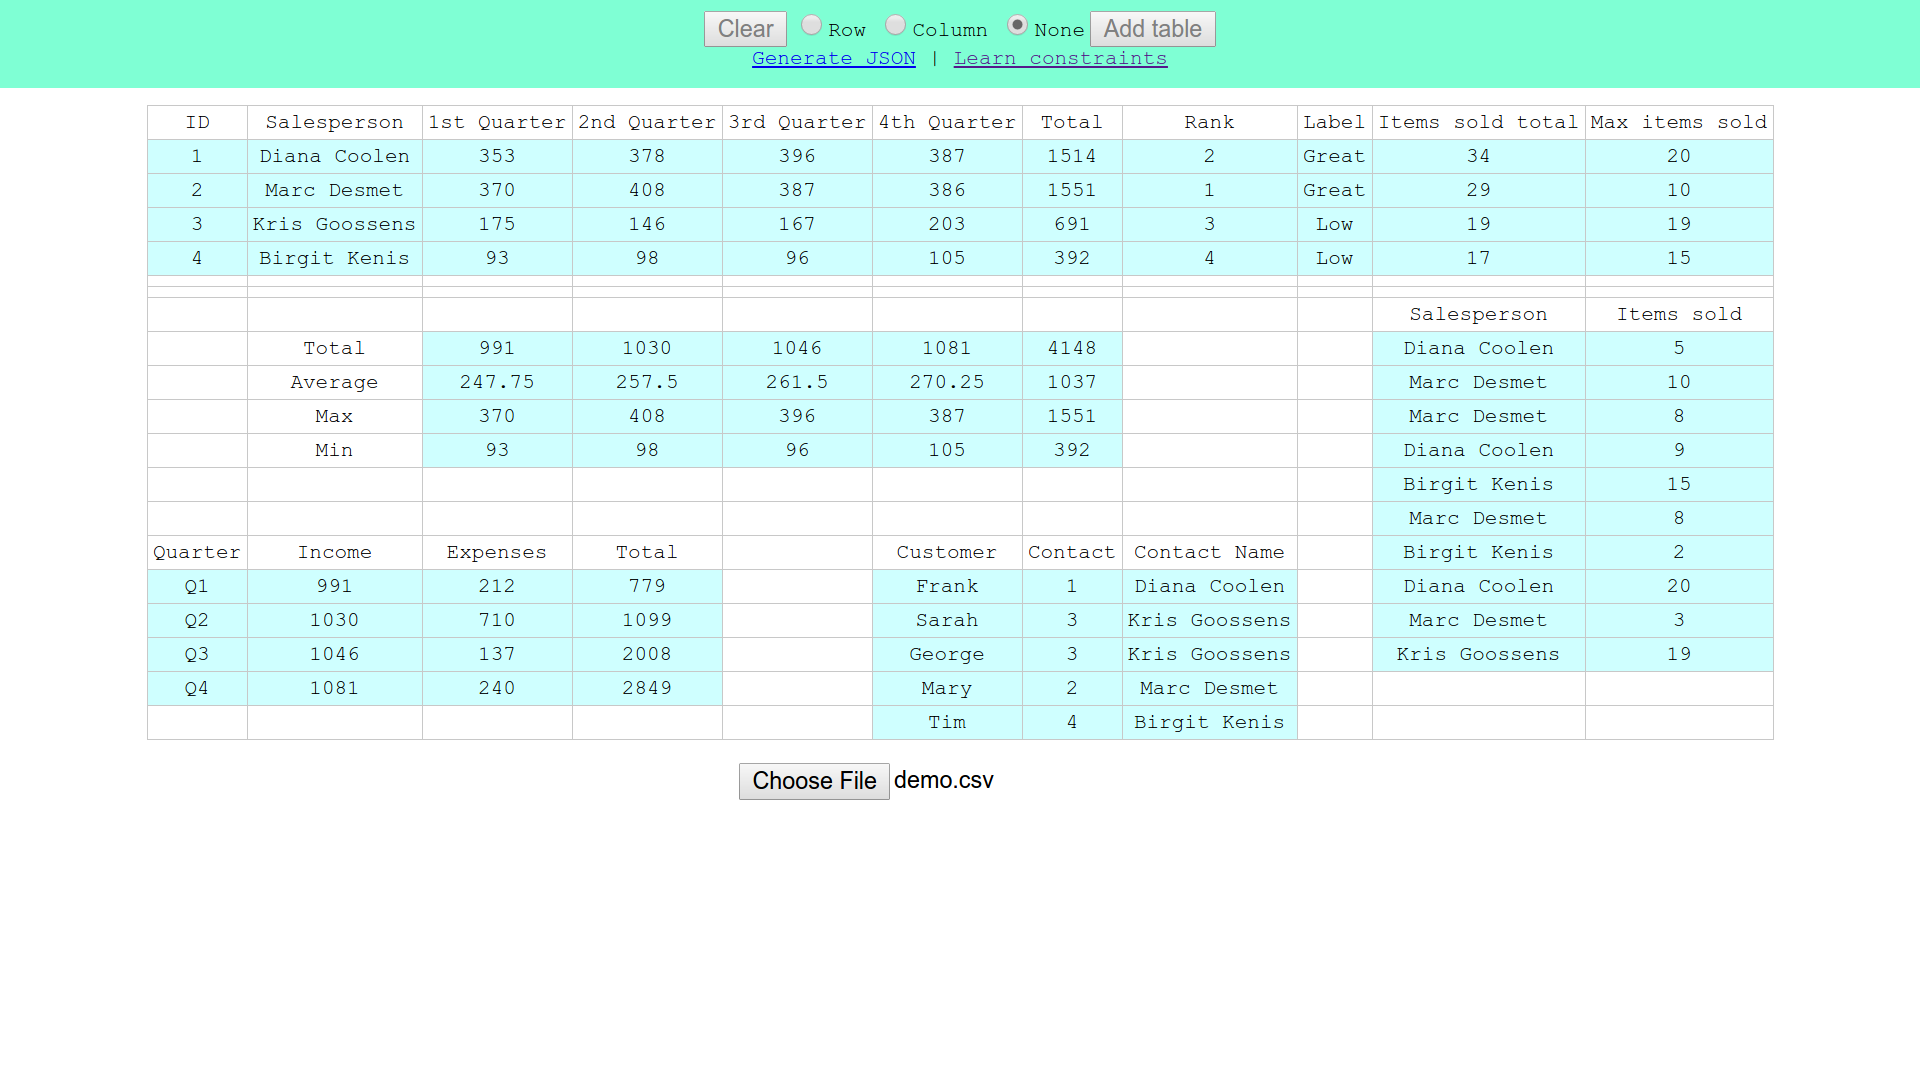 Clear Row Column None Add table
Generate JSON | Learn constraints
ID Salesperson 1st Quarter 2nd Quarter 3rd Quarter 4th Quarter Total Rank Label Items sold total Max items sold
1 Diana Coolen 353 378 396 387 1514 2 Great 34 20
2 Marc Desmet 370 408 387 386 1551 1 Great 29 10
3 Kris Goossens 175 146 167 203 691 3 Low 19 19
4 Birgit Kenis 93 98 96 105 392 4 Low 17 15
Salesperson Items sold
Total 991 1030 1046 1081 4148 Diana Coolen 5
Average 247.75 257.5 261.5 270.25 1037 Marc Desmet 10
Max 370 408 396 387 1551 Marc Desmet 8
Min 93 98 96 105 392 Diana Coolen 9
Birgit Kenis 15
Marc Desmet 8
Quarter Income Expenses Total Customer Contact Contact Name Birgit Kenis 2
Q1 991 212 779 Frank 1 Diana Coolen Diana Coolen 20
Q2 1030 710 1099 Sarah 3 Kris Goossens Marc Desmet 3
Q3 1046 137 2008 George 3 Kris Goossens Kris Goossens 19
Q4 1081 240 2849 Mary 2 Marc Desmet
Tim 4 Birgit Kenis
Choose File demo.csv